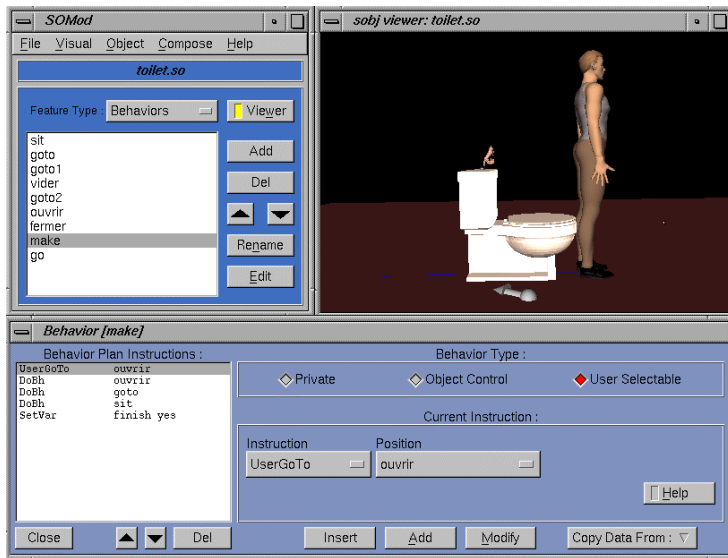 SOMod
File Visual Object Compose Help
toilet.so
Feature Type : Behaviors Viewer
sit
goto
goto1
vider
goto2
ouvrir
fermer
make
go
Add
Del
Rename
Edit
sobj viewer: toilet.so
Behavior [make]
Behavior Plan Instructions :
UserGoTo ouvrir
DoBh ouvrir
DoBh goto
DoBh sit
SetVar finish yes
Behavior Type :
Private Object Control User Selectable
Current Instruction :
Instruction Position
UserGoTo ouvrir
Help
Close Del Insert Add Modify Copy Data From :